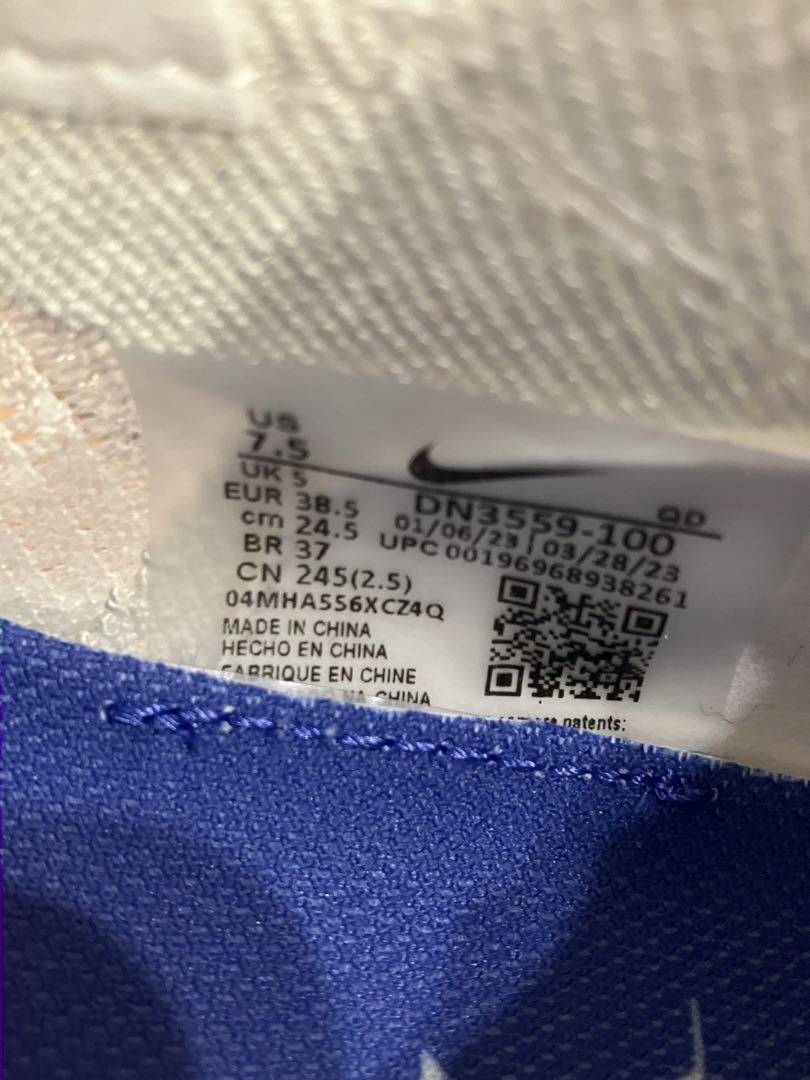 US
7.5
UK 5
EUR 38.5
cm 24.5
BR 37
CN 245(2.5)
04MHA556XCZ4Q
MADE IN CHINA
HECHO EN CHINA
FABRIQUE EN CHINE
NA CHINA
QD
DN3559-100
01/06/23 | 03/28/23
UPC 00196968938261
patents: